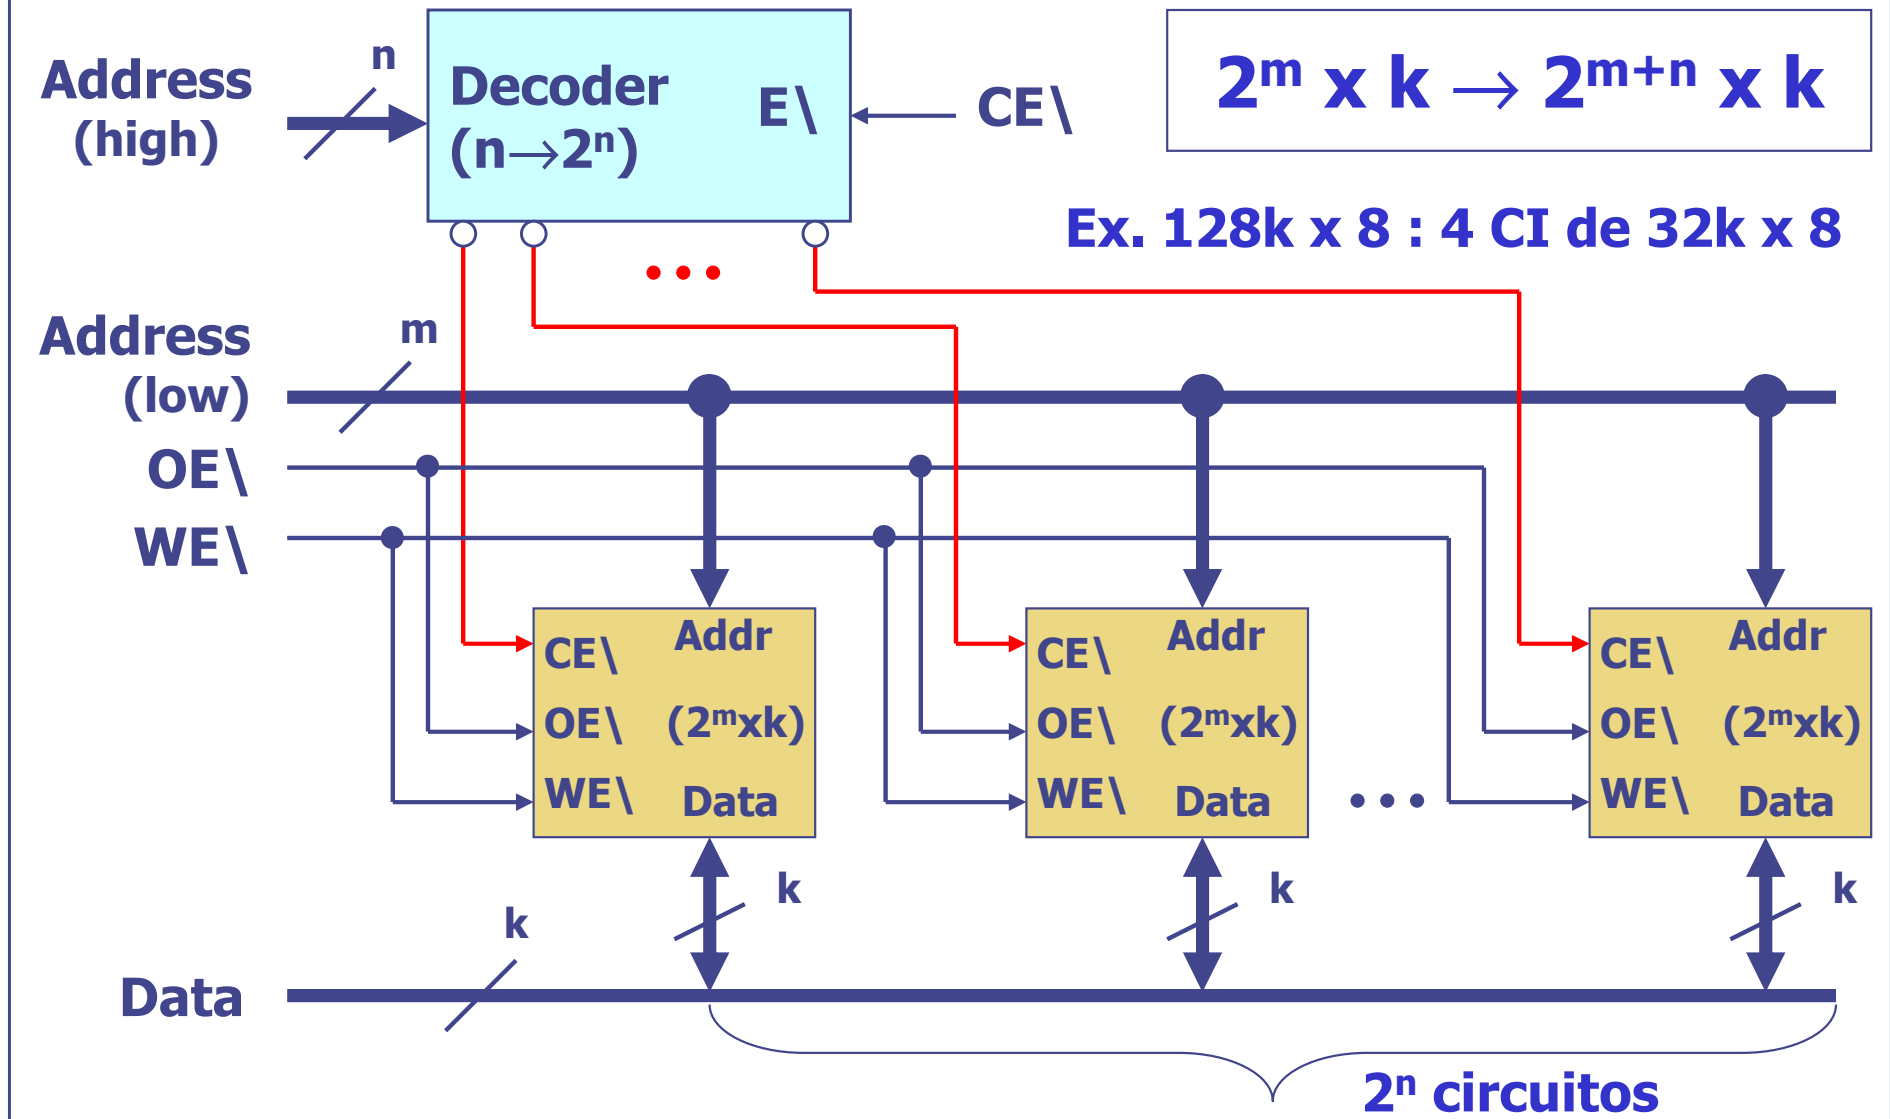 n
Address
(high)
Decoder
(n→2ⁿ)
E\
CE\
2ᵐ x k → 2ᵐ⁺ⁿ x k
Ex. 128k x 8 : 4 CI de 32k x 8
Address
(low)
m
OE\
WE\
CE\ Addr
OE\ (2ᵐxk)
WE\ Data
CE\ Addr
OE\ (2ᵐxk)
WE\ Data
CE\ Addr
OE\ (2ᵐxk)
WE\ Data
k
k
k
k
Data
2ⁿ circuitos